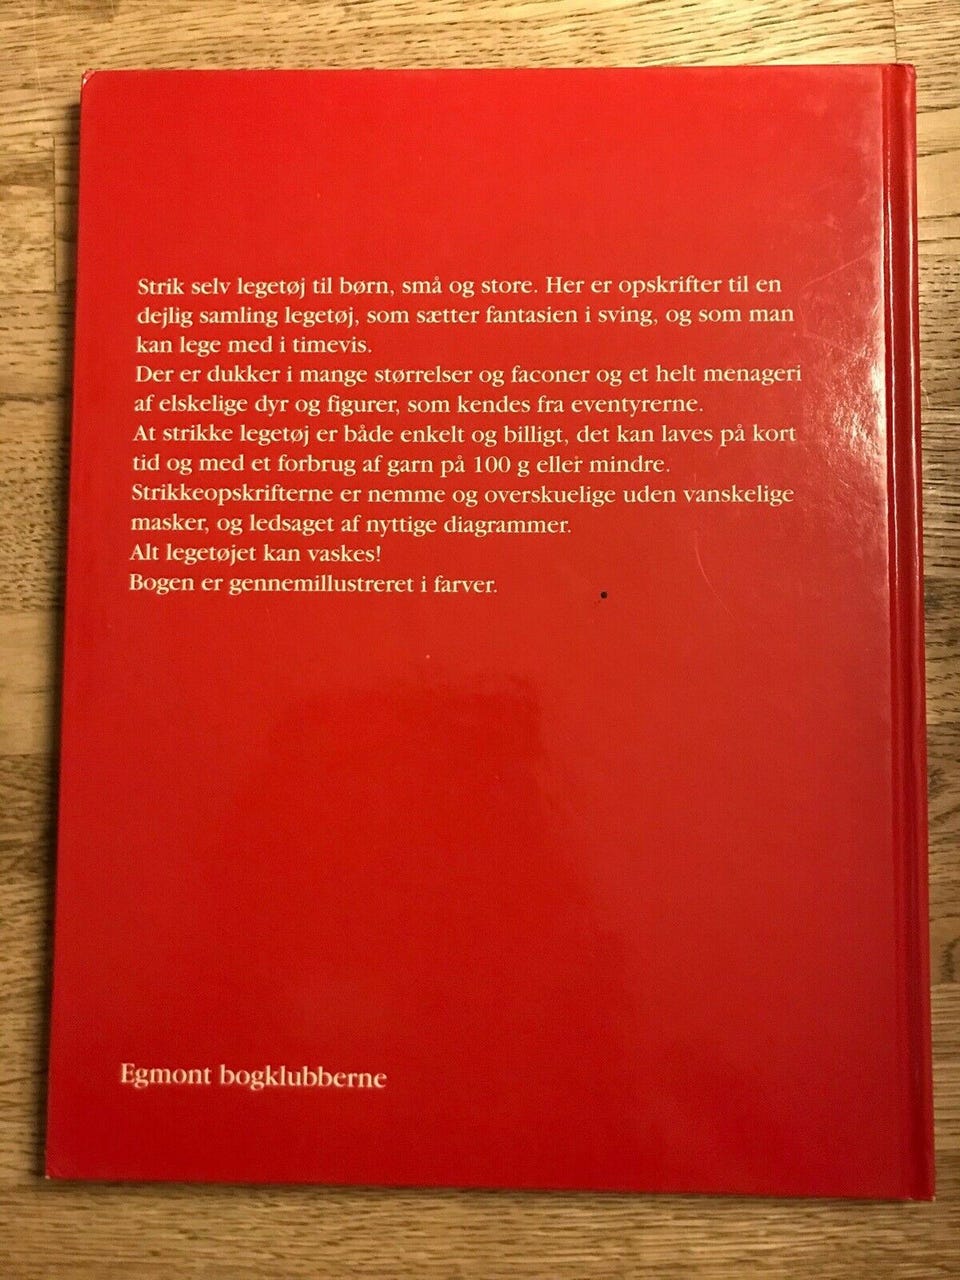 Strik selv legetøj til børn, små og store. Her er opskrifter til en
dejlig samling legetøj, som sætter fantasien i sving, og som man
kan lege med i timevis.
Der er dukker i mange størrelser og faconer og et helt menageri
af elskelige dyr og figurer, som kendes fra eventyrerne.
At strikke legetøj er både enkelt og billigt, det kan laves på kort
tid og med et forbrug af garn på 100 g eller mindre.
Strikkeopskrifterne er nemme og overskuelige uden vanskelige
masker, og ledsaget af nyttige diagrammer.
Alt legetøjet kan vaskes!
Bogen er gennemillustreret i farver.
Egmont bogklubberne